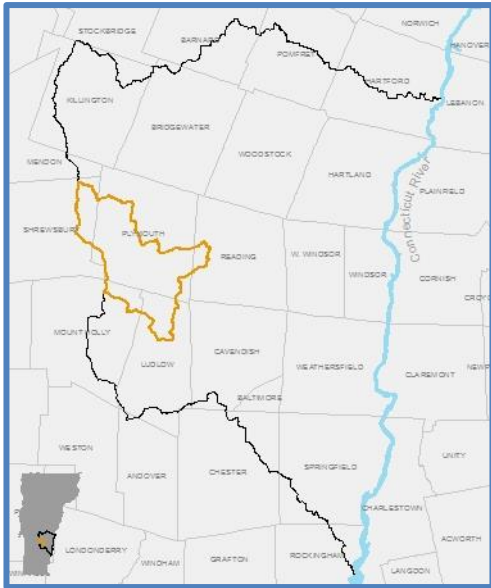 NORWICH
STOCKBRIDGE
BARNARD
HANOVER
POMFRET
HARTFORD
KILLINGTON
LEBANON
BRIDGEWATER
WOODSTOCK
MENDON
HARTLAND
PLAINFIELD
Connecticut River
SHREWSBURY
PLYMOUTH
READING
W. WINDSOR
WINDSOR
CORNISH
CROY
MOUNT HOLLY
CAVENDISH
LUDLOW
WEATHERSFIELD
CLAREMONT
NEWP
BALTIMORE
WESTON
UNITY
ANDOVER
CHESTER
SPRINGFIELD
CHARLESTOWN
ACWORTH
LONDONDERRY
WINDHAM
GRAFTON
ROCKINGHAM
LANGDON